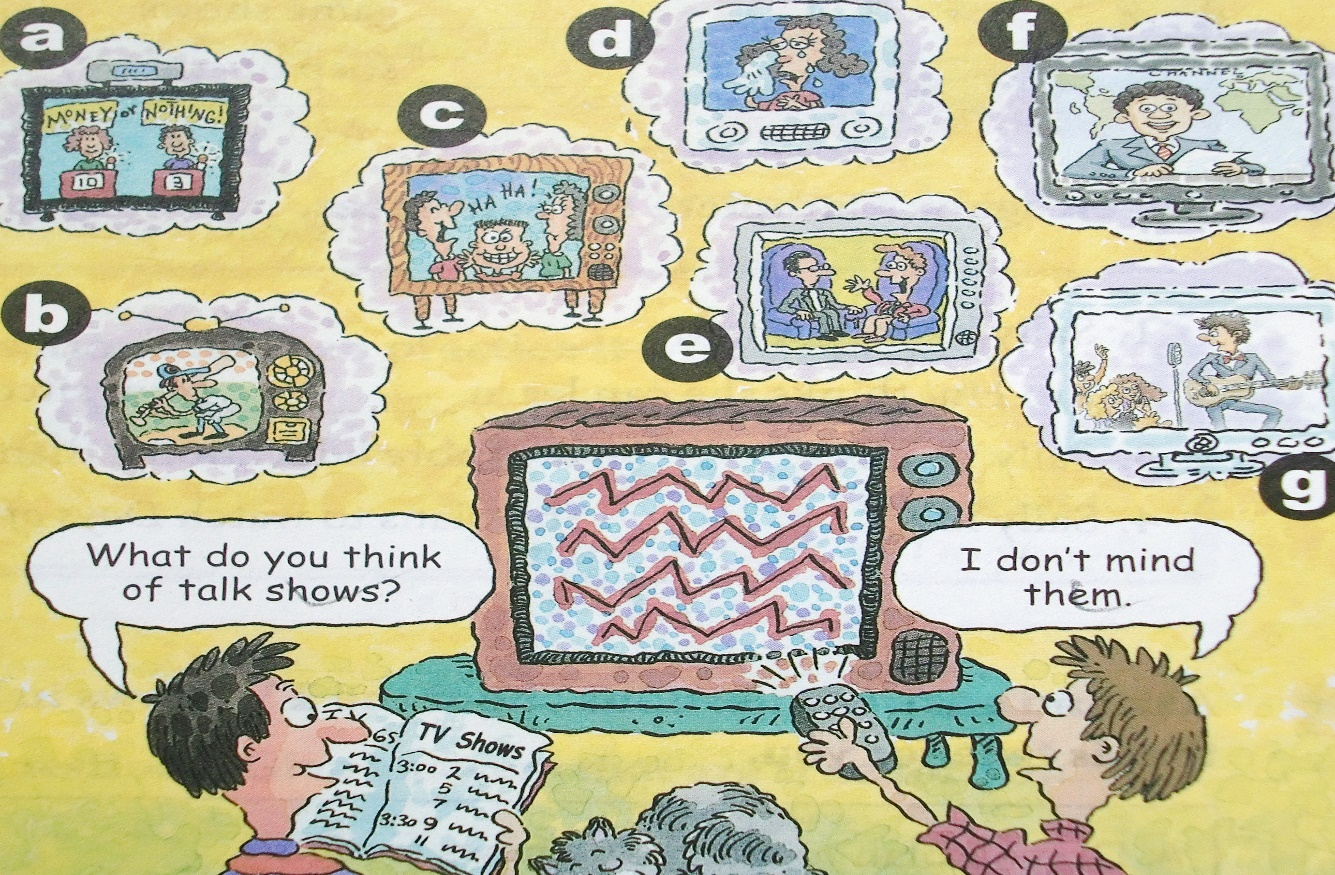 a
MONEY or NOTHING!
10
3
b
c
HA HA!
d
e
f
CHANNEL
g
What do you think
of talk shows?
I don't mind
them.
TV
TV Shows
3:00 2
5
7
3:30 9
11